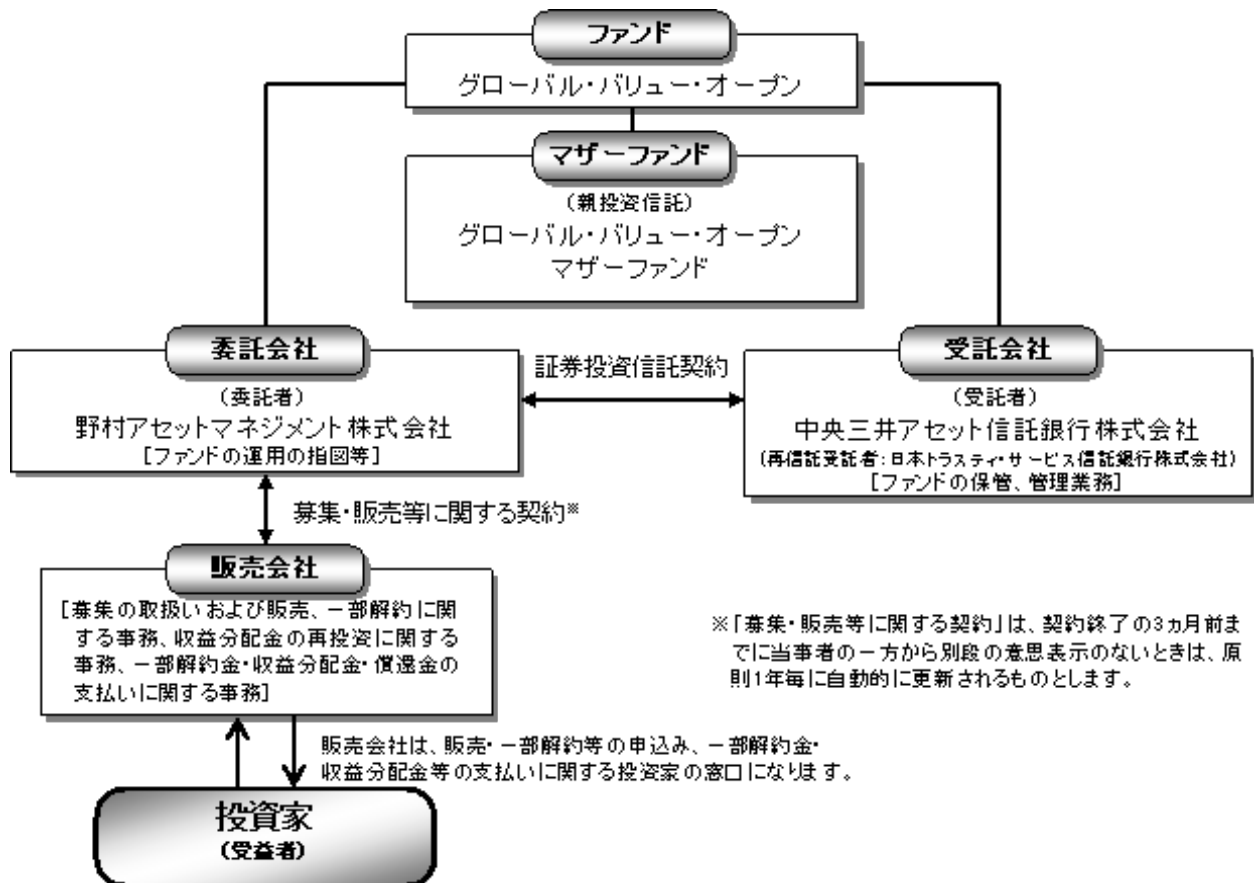 ファンド
グローバル・バリュー・オープン
マザーファンド
(親投資信託)
グローバル・バリュー・オープン
マザーファンド
委託会社
(委託者)
野村アセットマネジメント株式会社
[ファンドの運用の指図等]
証券投資信託契約
受託会社
(受託者)
中央三井アセット信託銀行株式会社
(再信託受託者:日本トラスティ・サービス信託銀行株式会社)
[ファンドの保管、管理業務]
募集・販売等に関する契約※
販売会社
[募集の取扱いおよび販売、一部解約に関
する事務、収益分配金の再投資に関する
事務、一部解約金・収益分配金・償還金の
支払いに関する事務]
※「募集・販売等に関する契約」は、契約終了の3ヵ月前ま
でに当事者の一方から別段の意思表示のないときは、原
則1年毎に自動的に更新されるものとします。
販売会社は、販売・一部解約等の申込み、一部解約金・
収益分配金等の支払いに関する投資家の窓口になります。
投資家
(受益者)